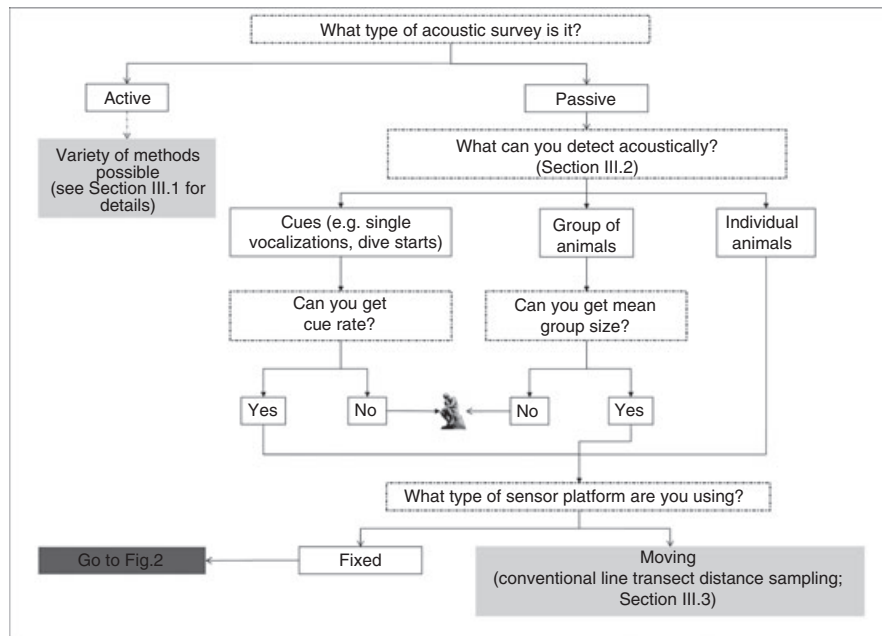 What type of acoustic survey is it?
Active
Passive
Variety of methods
possible
(see Section III.1 for
details)
What can you detect acoustically?
(Section III.2)
Cues (e.g. single
vocalizations, dive starts)
Group of
animals
Individual
animals
Can you get
cue rate?
Can you get mean
group size?
Yes
No
No
Yes
What type of sensor platform are you using?
Go to Fig.2
Fixed
Moving
(conventional line transect distance sampling;
Section III.3)